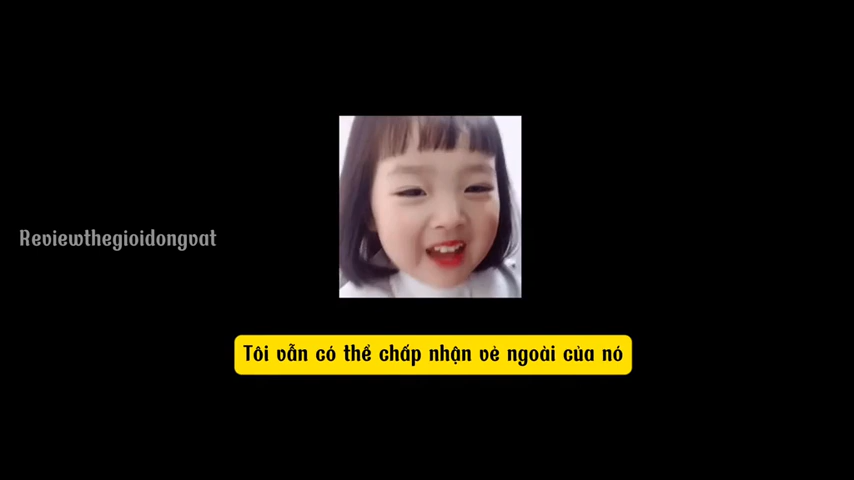 Reviewthegioidongvat
Tôi vẫn có thể chấp nhận vẻ ngoài của nó